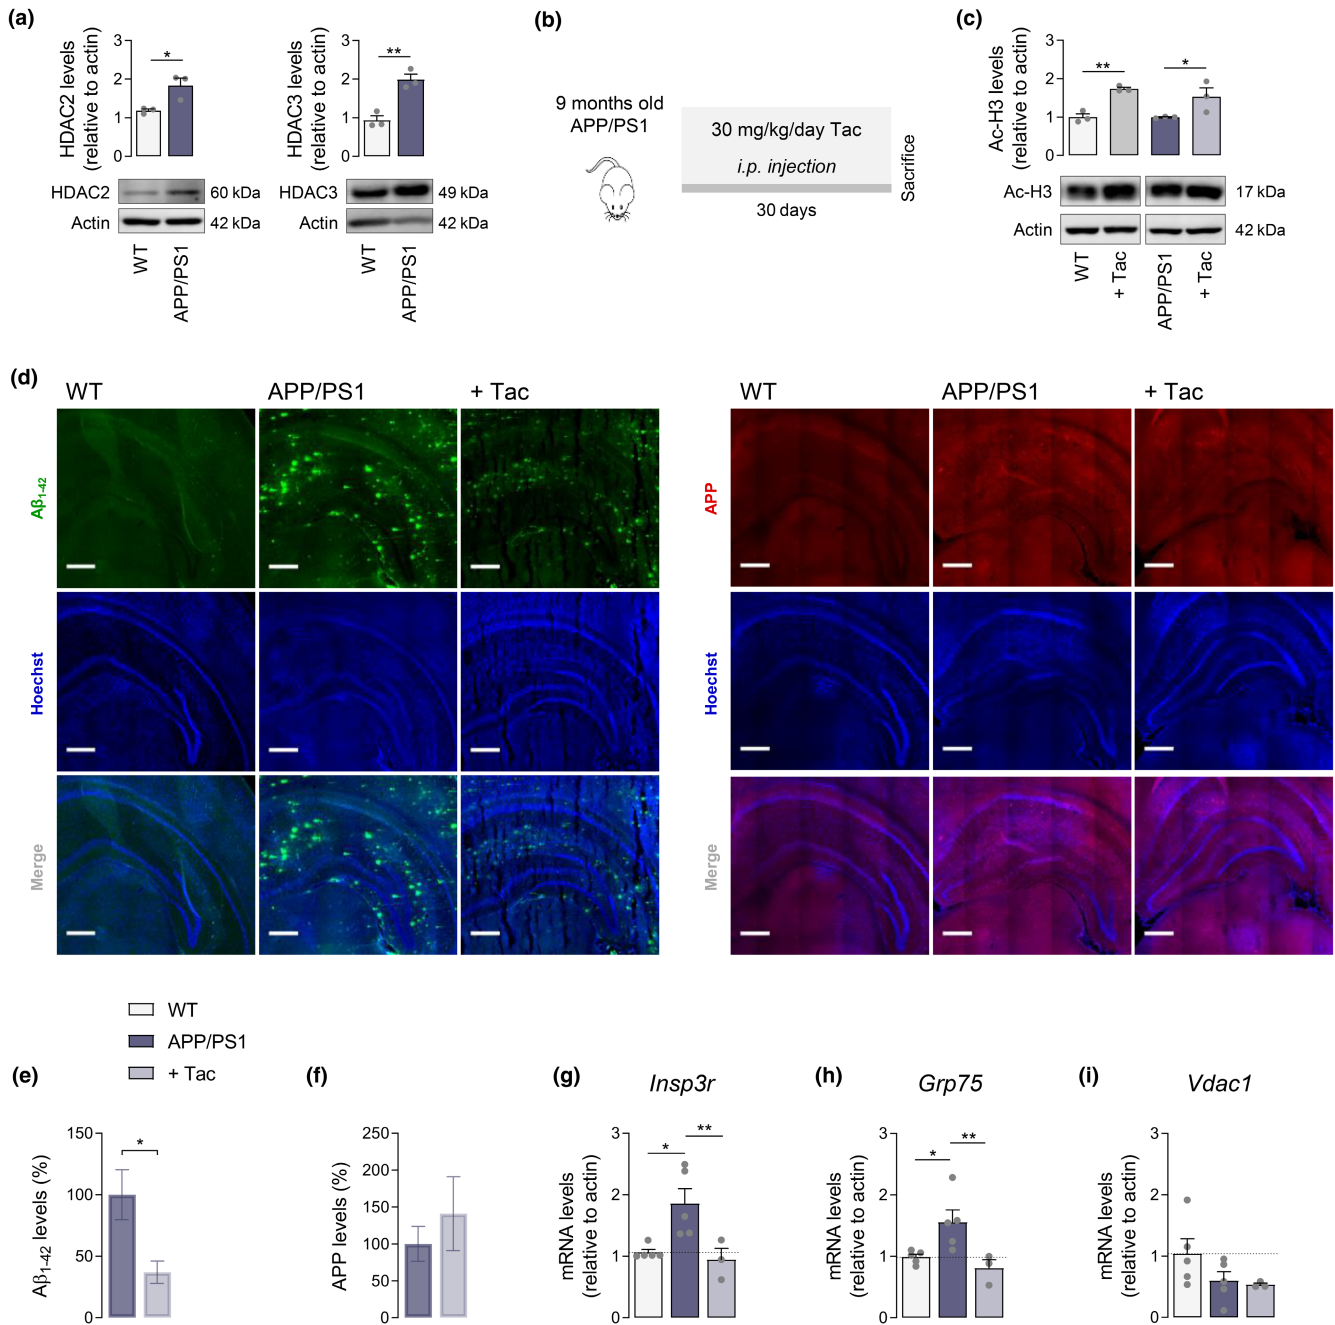 (a)
HDAC2 levels
(relative to actin)
3
2
1
0
*
HDAC2
60 kDa
Actin
42 kDa
WT
APP/PS1
HDAC3 levels
(relative to actin)
3
2
1
0
**
HDAC3
49 kDa
Actin
42 kDa
WT
APP/PS1
(b)
9 months old
APP/PS1
30 mg/kg/day Tac
i.p. injection
30 days
Sacrifice
(c)
Ac-H3 levels
(relative to actin)
3
2
1
0
**
*
Ac-H3
17 kDa
Actin
42 kDa
WT
+ Tac
APP/PS1
+ Tac
(d)
WT
APP/PS1
+ Tac
Aβ1-42
Hoechst
Merge
WT
APP/PS1
+ Tac
APP
Hoechst
Merge
WT
APP/PS1
+ Tac
(e)
Aβ1-42 levels (%)
150
100
50
0
*
(f)
APP levels (%)
250
200
150
100
50
0
(g)
Insp3r
mRNA levels
(relative to actin)
3
2
1
0
*
**
(h)
Grp75
mRNA levels
(relative to actin)
3
2
1
0
*
**
(i)
Vdac1
mRNA levels
(relative to actin)
3
2
1
0